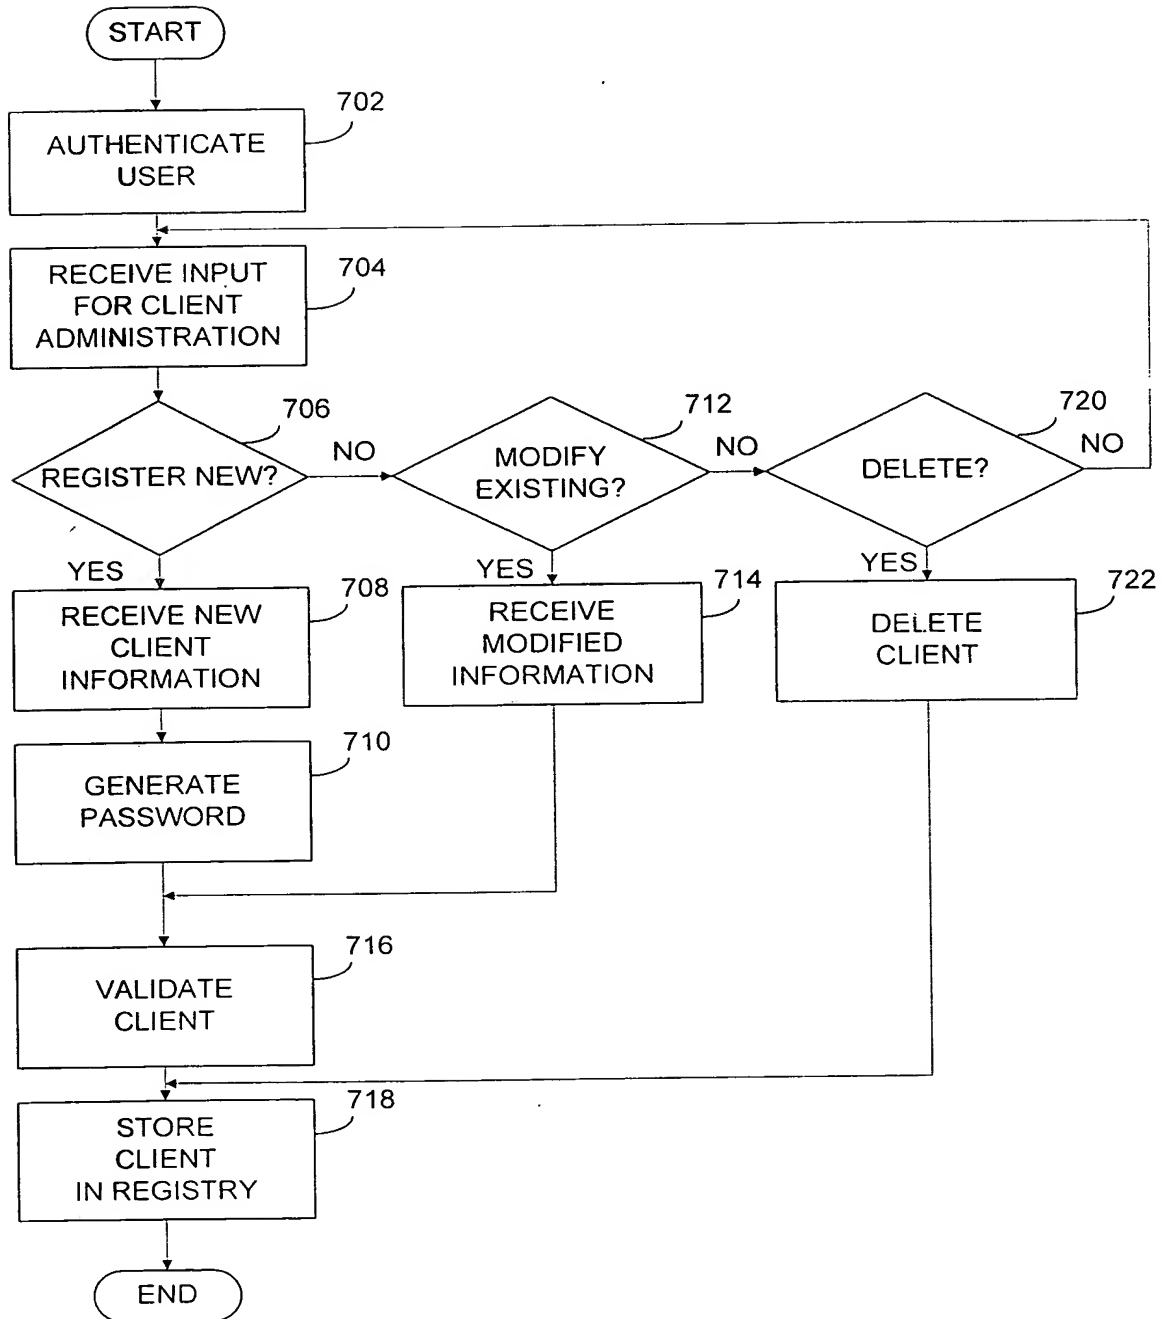 START
702
AUTHENTICATE
USER
704
RECEIVE INPUT
FOR CLIENT
ADMINISTRATION
706
REGISTER NEW?
NO
712
MODIFY
EXISTING?
NO
720
DELETE?
NO
YES
708
RECEIVE NEW
CLIENT
INFORMATION
YES
714
RECEIVE
MODIFIED
INFORMATION
YES
722
DELETE
CLIENT
710
GENERATE
PASSWORD
716
VALIDATE
CLIENT
718
STORE
CLIENT
IN REGISTRY
END